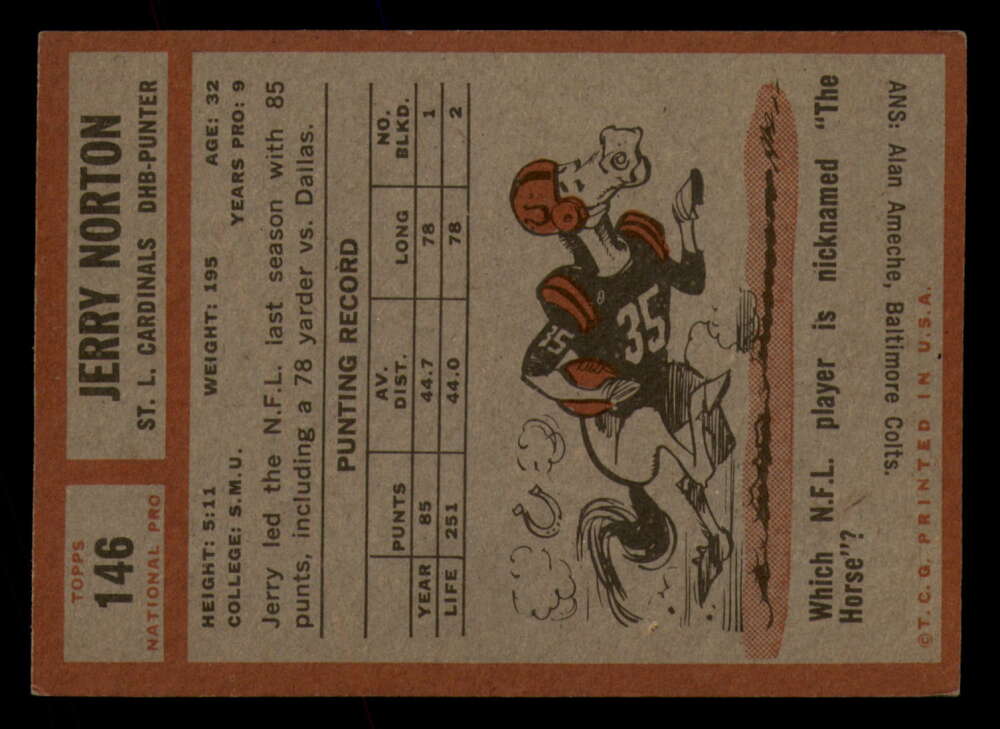 TOPPS
146
NATIONAL PRO
JERRY NORTON
ST. L. CARDINALS DHB-PUNTER
HEIGHT: 5:11 WEIGHT: 195 AGE: 32
COLLEGE: S.M.U. YEARS PRO: 9
Jerry led the N.F.L. last season with 85
punts, including a 78 yarder vs. Dallas.
PUNTING RECORD
AV. NO.
PUNTS DIST. LONG BLKD.
YEAR 85 44.7 78 1
LIFE 251 44.0 78 2
35
35
Which N.F.L. player is nicknamed "The
Horse"?
ANS: Alan Ameche, Baltimore Colts.
©T.C.G. PRINTED IN U.S.A.